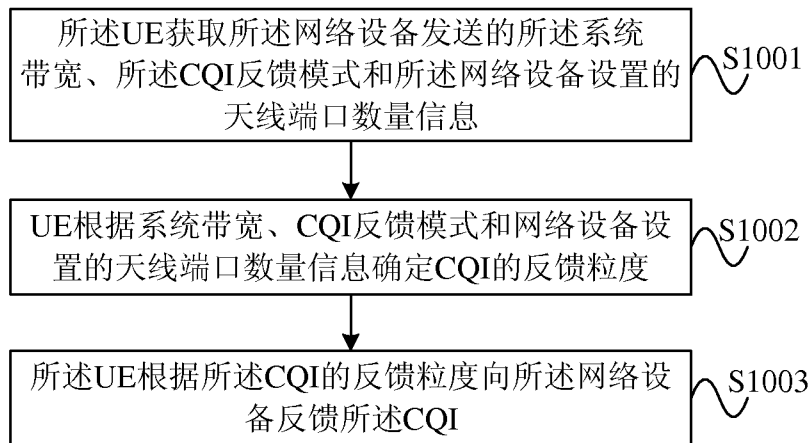 所述UE获取所述网络设备发送的所述系统
带宽、所述CQI反馈模式和所述网络设备设置的
天线端口数量信息
S1001
UE根据系统带宽、CQI反馈模式和网络设备设
置的天线端口数量信息确定CQI的反馈粒度
S1002
所述UE根据所述CQI的反馈粒度向所述网络设
备反馈所述CQI
S1003